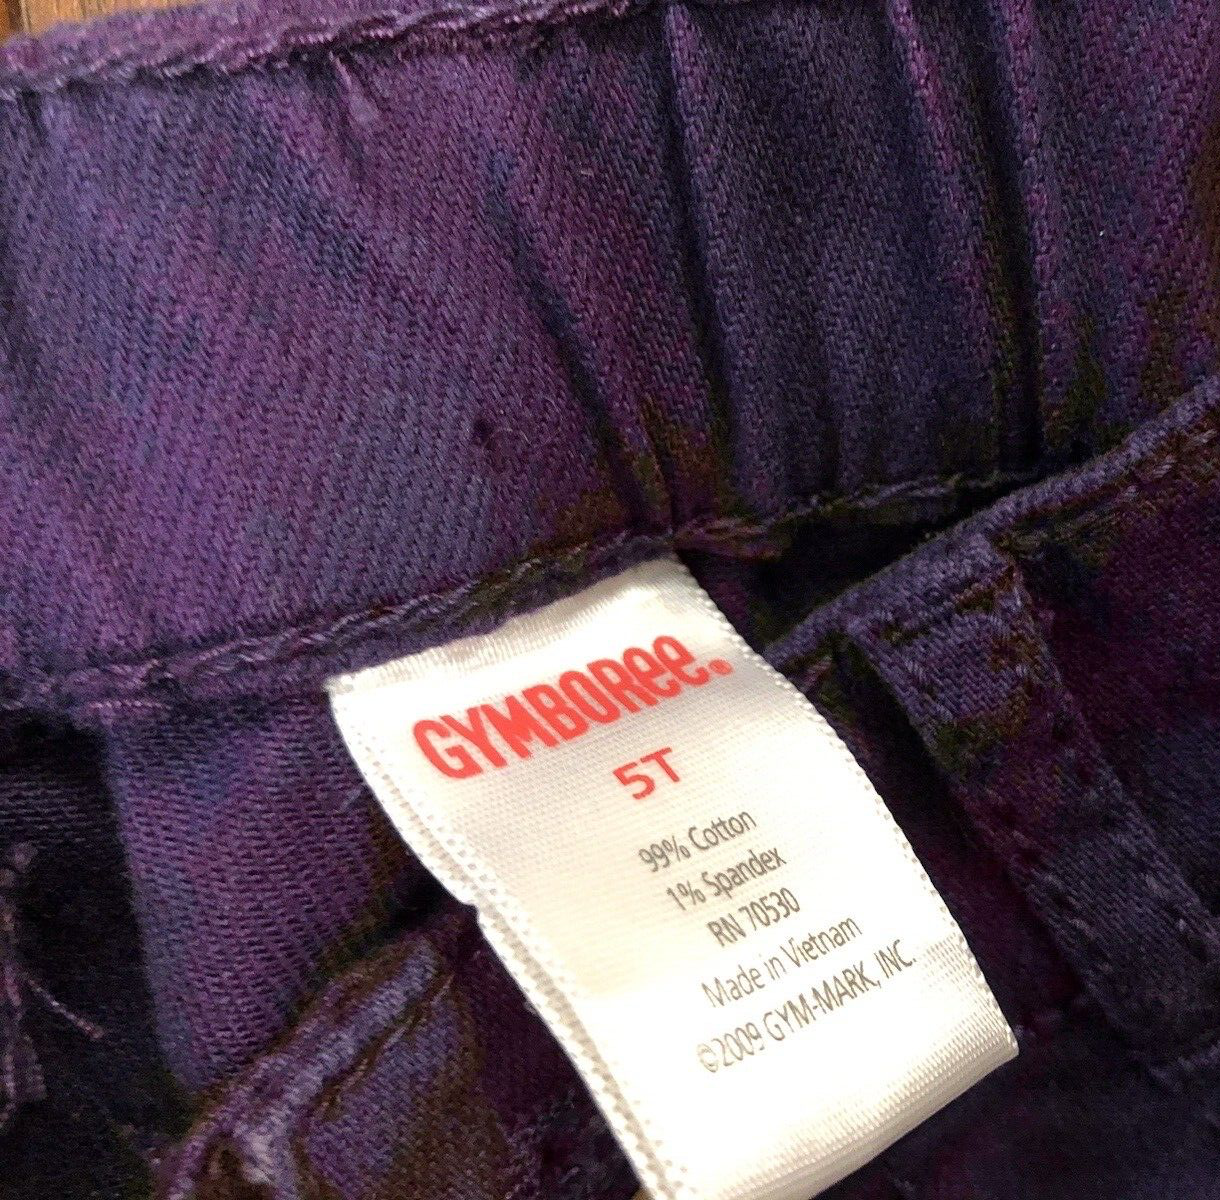 GYMBOREE®
5T
99% Cotton
1% Spandex
RN 70530
Made in Vietnam
©2009 GYM-MARK, INC.